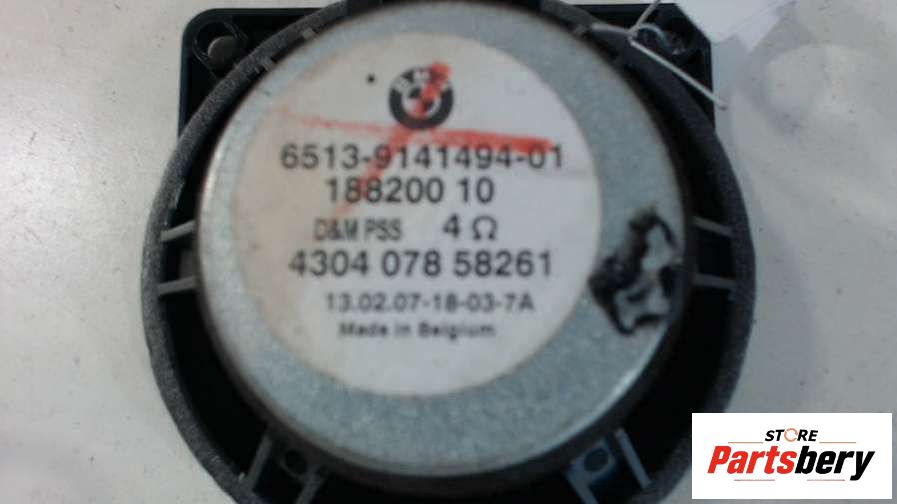 BMW
6513-9141494-01
188200 10
D&M PSS 4 Ω
4304 078 58261
13.02.07-18-03-7A
Made in Belgium
STORE
Partsbery